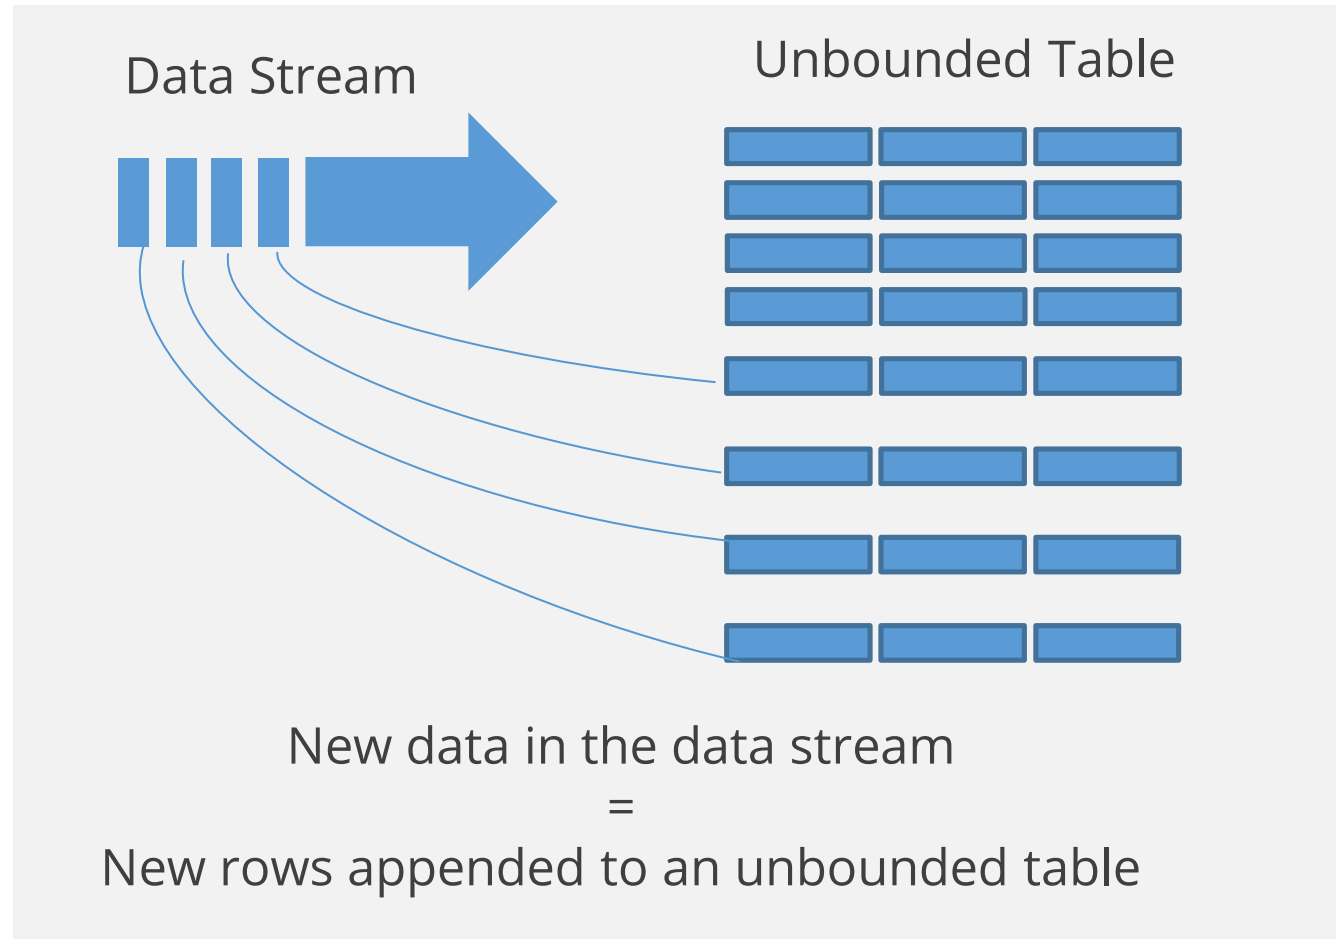 Data Stream
Unbounded Table
New data in the data stream
=
New rows appended to an unbounded table